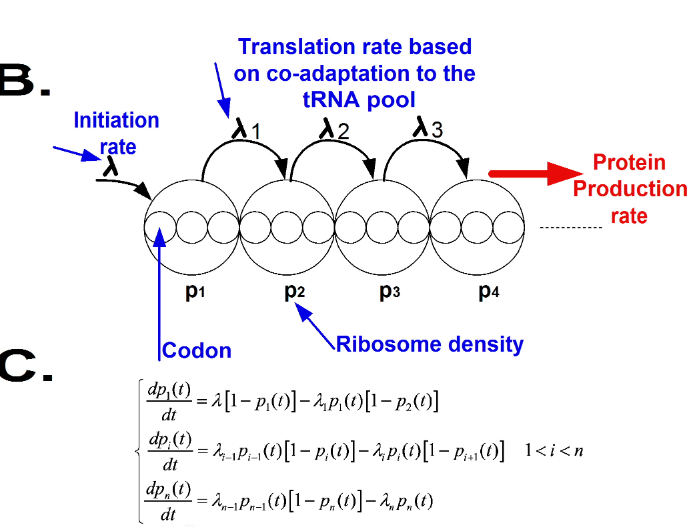 B.
Translation rate based
on co-adaptation to the
tRNA pool
Initiation
rate
λ
λ1
λ2
λ3
Protein
Production
rate
p1
p2
p3
p4
Codon
Ribosome density
C.
dp₁(t)/dt = λ[1−p₁(t)]−λ₁p₁(t)[1−p₂(t)]
dpᵢ(t)/dt = λᵢ₋₁pᵢ₋₁(t)[1−pᵢ(t)]−λᵢpᵢ(t)[1−pᵢ₊₁(t)] 1<i<n
dpₙ(t)/dt = λₙ₋₁pₙ₋₁(t)[1−pₙ(t)]−λₙpₙ(t)